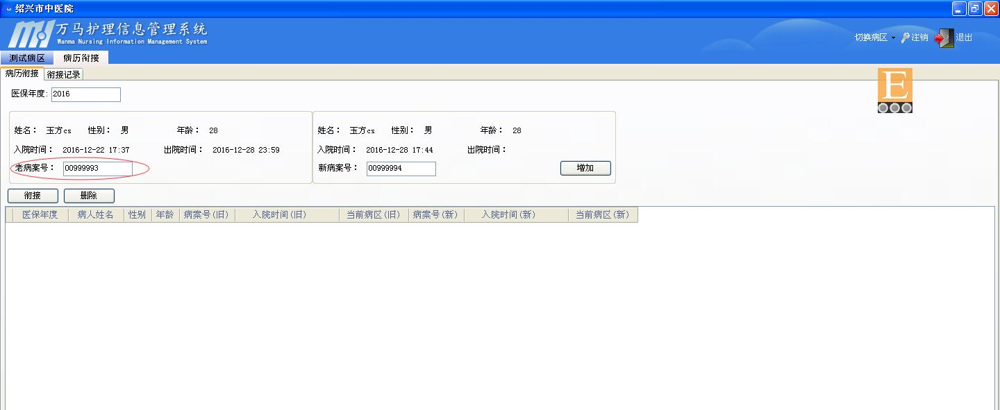 绍兴市中医院
万马护理信息管理系统
Wanma Nursing Information Management System
切换病区 注销 退出
测试病区 病历衔接
病历衔接 衔接记录
E
医保年度: 2016
姓名： 玉方cs 性别： 男 年龄： 28
入院时间： 2016-12-22 17:37 出院时间： 2016-12-28 23:59
老病案号： 00999993
姓名： 玉方cs 性别： 男 年龄： 28
入院时间： 2016-12-28 17:44 出院时间：
新病案号： 00999994 增加
衔接 删除
医保年度 病人姓名 性别 年龄 病案号(旧) 入院时间(旧) 当前病区(旧) 病案号(新) 入院时间(新) 当前病区(新)